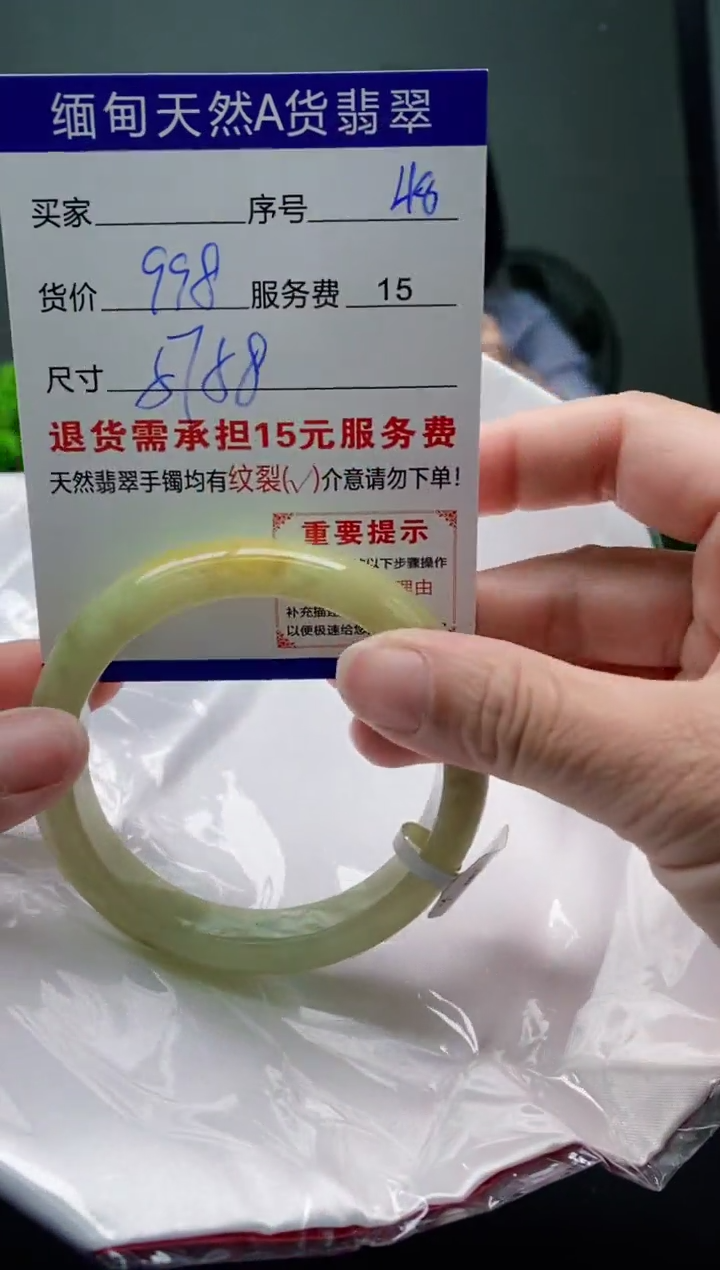 缅甸天然A货翡翠
买家 序号 48
货价 998 服务费 15
尺寸
退货需承担15元服务费
天然翡翠手镯均有纹裂(√)介意请勿下单!
重要提示
以下步骤操作
理由
补充描述
以便极速给您